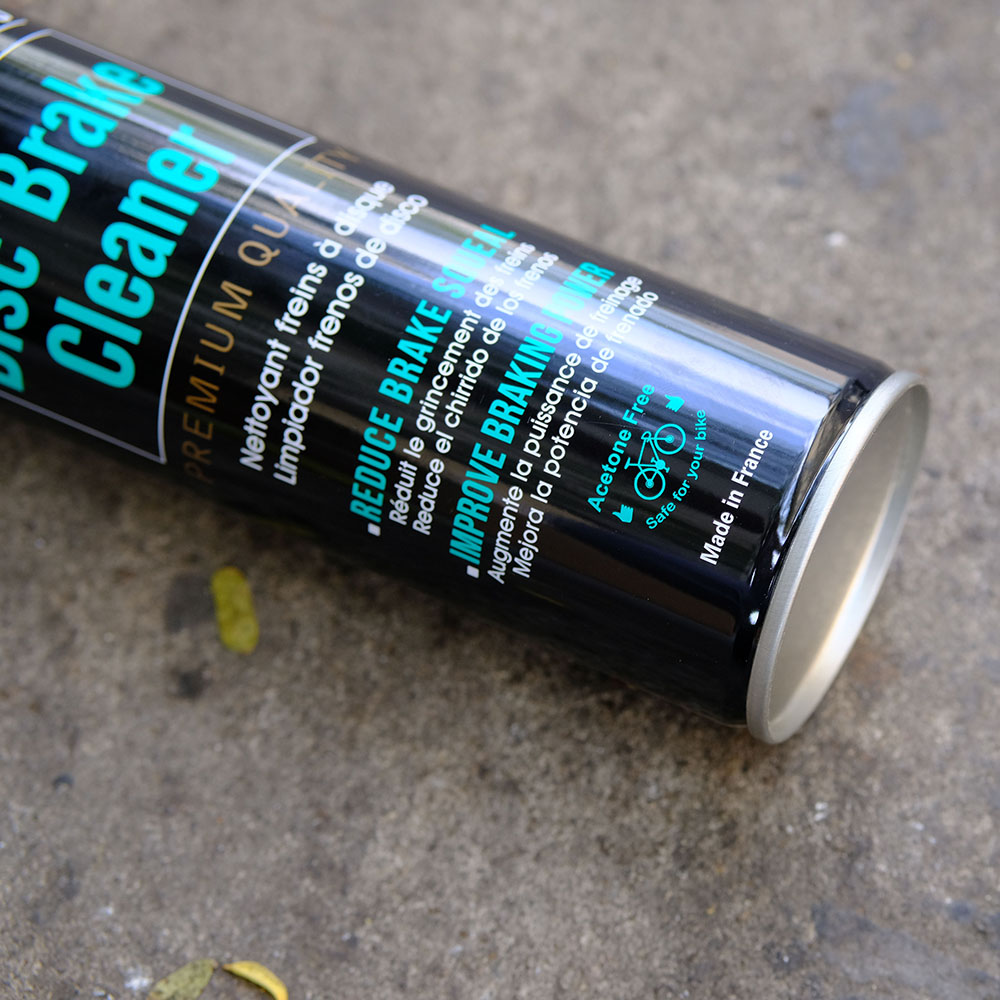 Disc Brake
Cleaner
PREMIUM QUALITY
Nettoyant freins à disque
Limpiador frenos de disco
REDUCE BRAKE SQUEAL
Réduit le grincement des freins
Reduce el chirrido de los frenos
IMPROVE BRAKING POWER
Augmente la puissance de freinage
Mejora la potencia de frenado
Acetone Free
Safe for your bike
Made in France